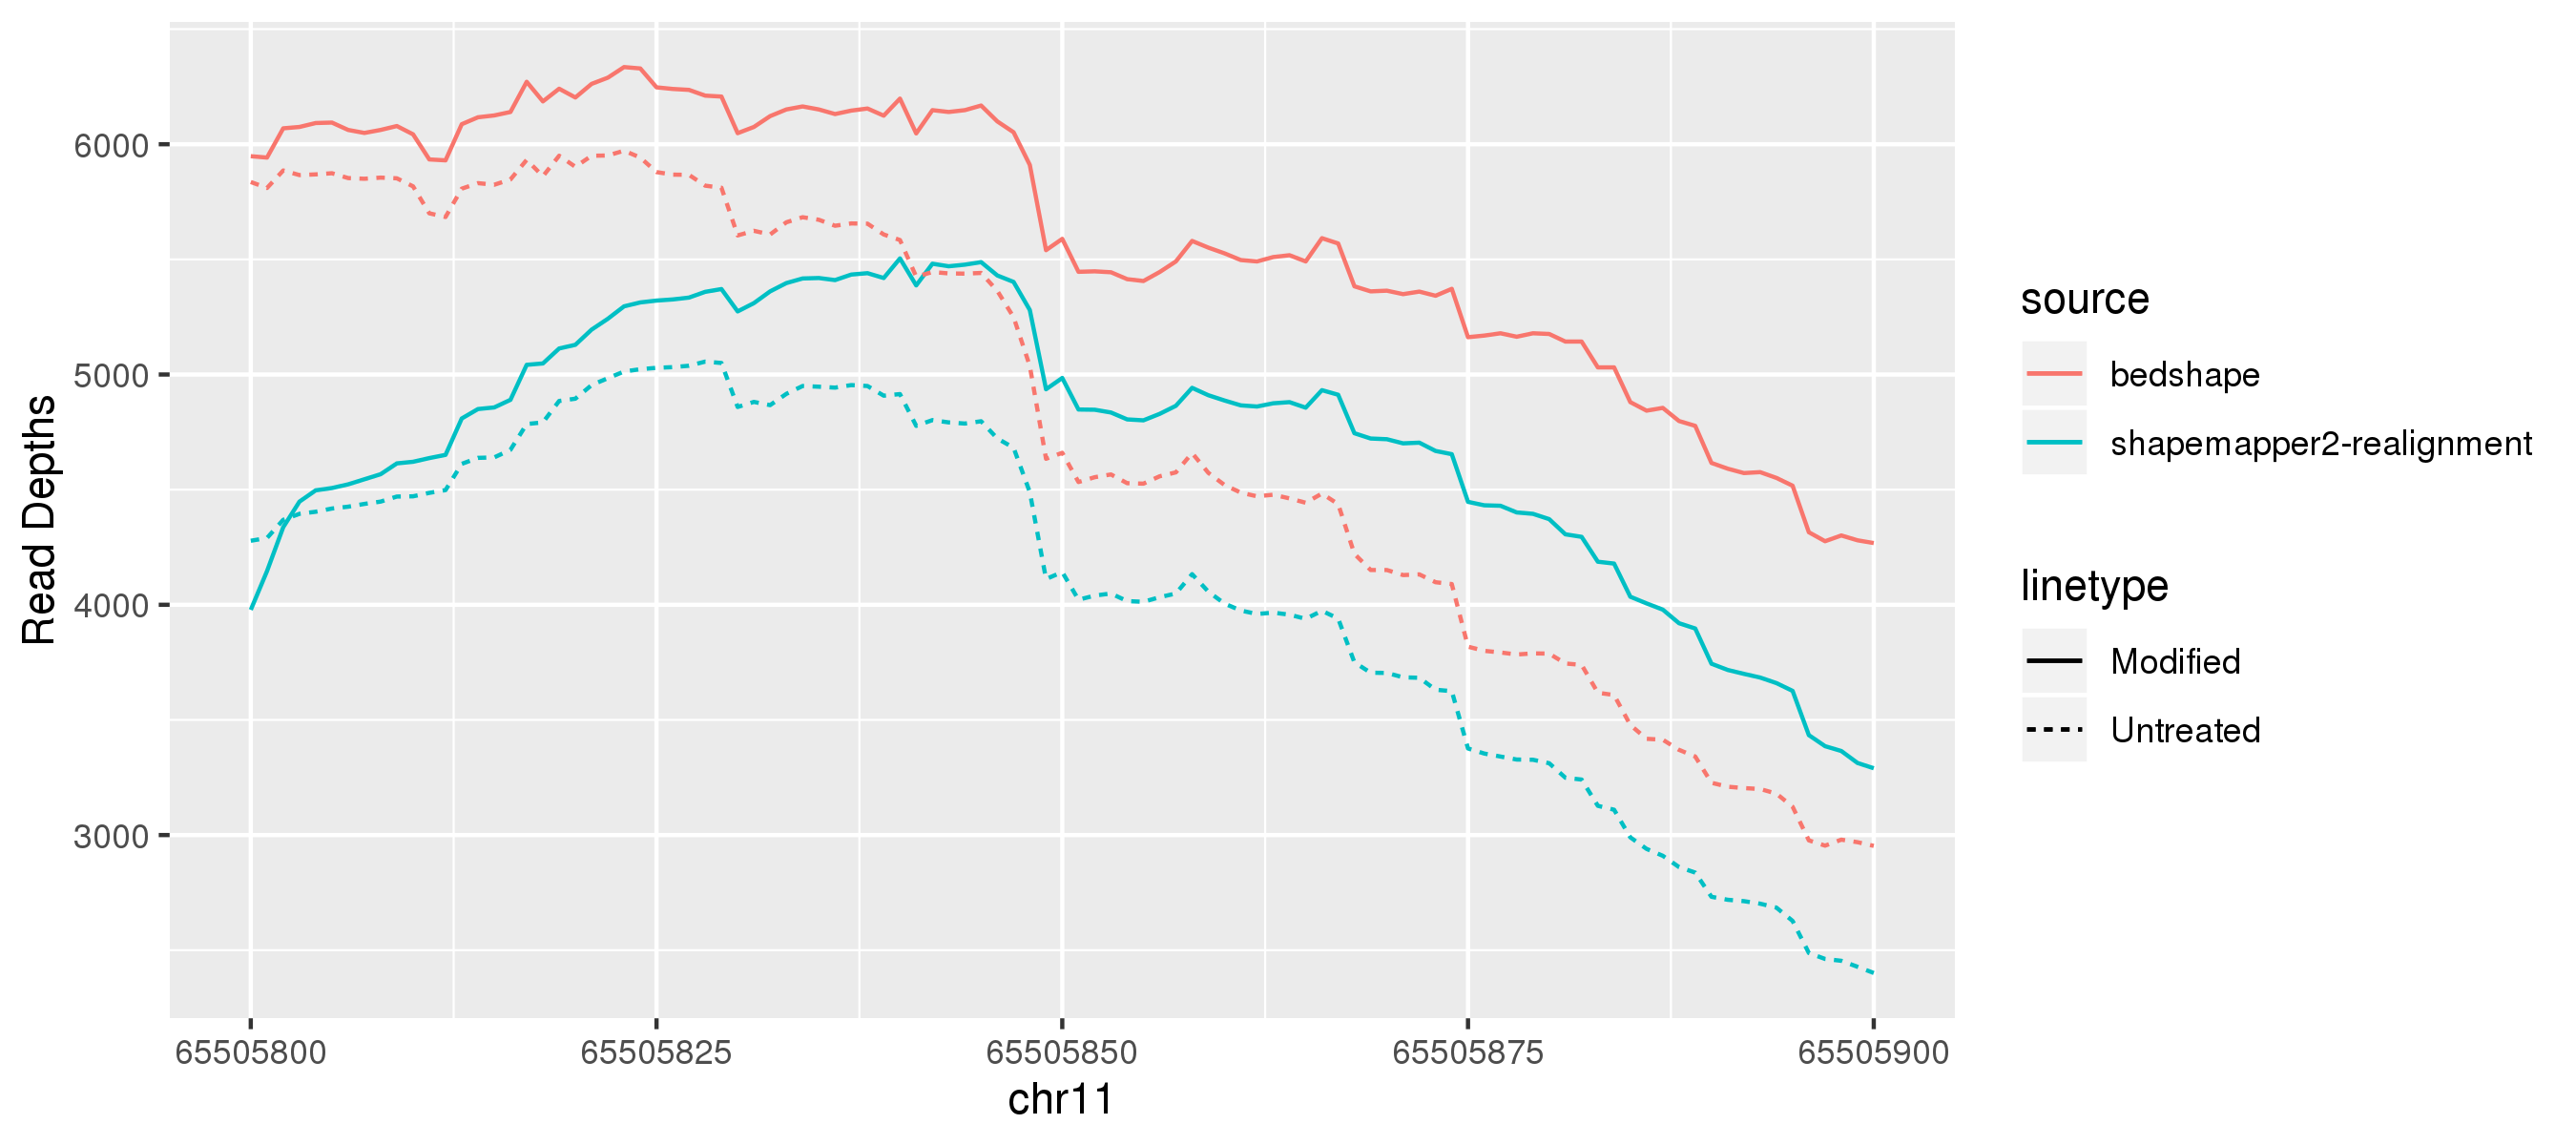 Read Depths
6000
5000
4000
3000
65505800
65505825
65505850
65505875
65505900
chr11
source
bedshape
shapemapper2-realignment
linetype
Modified
Untreated